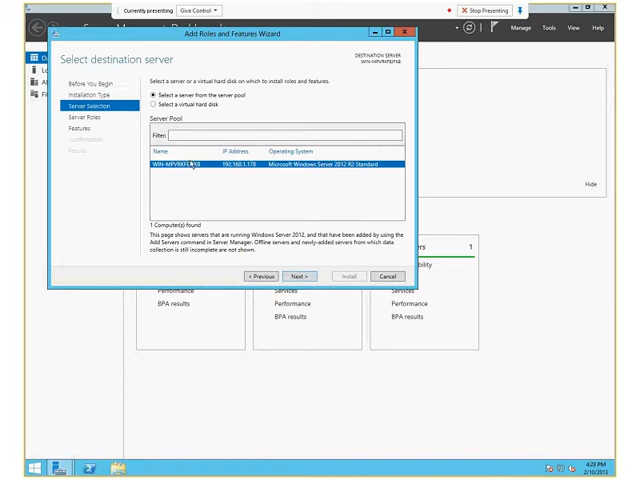 Currently presenting Give Control Stop Presenting
Manage Tools View Help
Add Roles and Features Wizard
Select destination server
DESTINATION SERVER
Before You Begin
Installation Type
Server Selection
Server Roles
Features
Confirmation
Results
Select a server or a virtual hard disk on which to install roles and features.
Select a server from the server pool
Select a virtual hard disk
Server Pool
Filter:
Name IP Address Operating System
192.168.1.178 Microsoft Windows Server 2012 R2 Standard
1 Computer(s) found
This page shows servers that are running Windows Server 2012, and that have been added by using the
Add Servers command in Server Manager. Offline servers and newly-added servers from which data
collection is still incomplete are not shown.
< Previous Next > Install Cancel
Hide
1
Services Services
Performance Performance Performance
BPA results BPA results BPA results
4:28 PM
2/10/2013